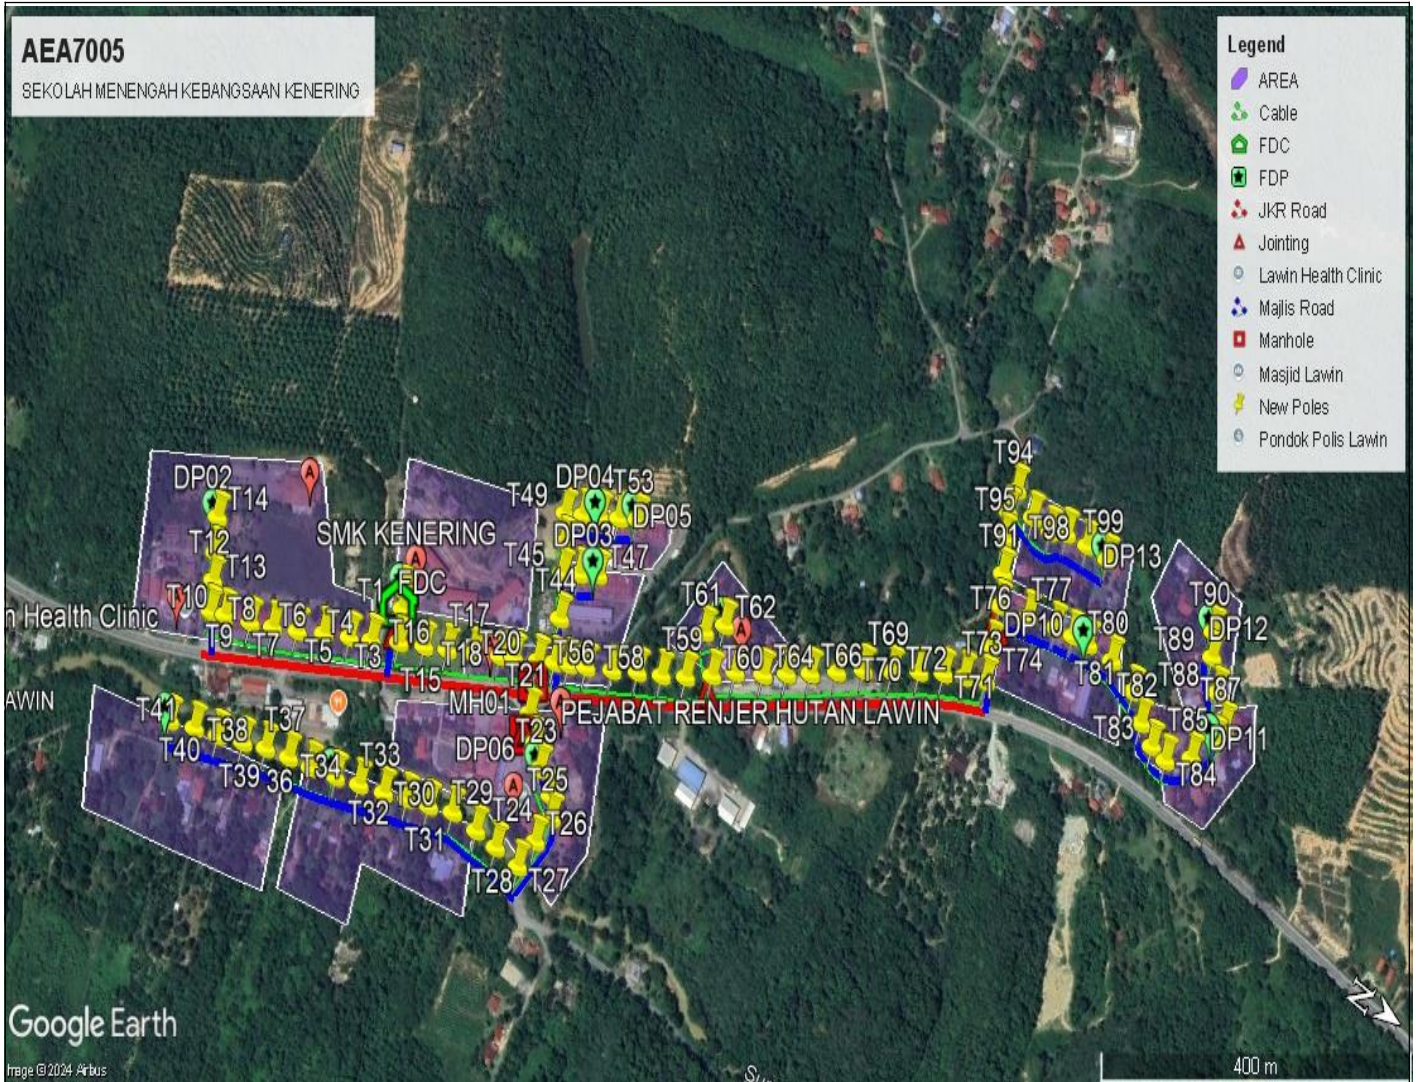 AEA7005
SEKOLAH MENENGAH KEBANGSAAN KENERING
Legend
AREA
Cable
FDC
FDP
JKR Road
Jointing
Lawin Health Clinic
Majlis Road
Manhole
Masjid Lawin
New Poles
Pondok Polis Lawin
T94
T95
T91
T98
T99
DP13
DP02
T14
DP04
T53
T49
DP05
SMK KENERING
DP03
T12
T13
T45
T47
T44
T1
FDC
T10
T8
T6
T4
T17
T61
T62
T76
T77
DP10
T80
T90
DP12
n Health Clinic
T9
T7
T5
T3
T16
T18
T20
T56
T58
T59
T60
T64
T66
T69
T70
T72
T73
T74
T71
T81
T89
T88
T15
T21
MH01
PEJABAT RENJER HUTAN LAWIN
T82
T83
T87
T85
DP11
T84
AWIN
T41
T38
T37
T23
DP06
T40
T39
36
T34
T33
T32
T30
T29
T25
T24
T26
T31
T28
T27
A
A
A
A
N
Google Earth
Image © 2024 Airbus
400 m